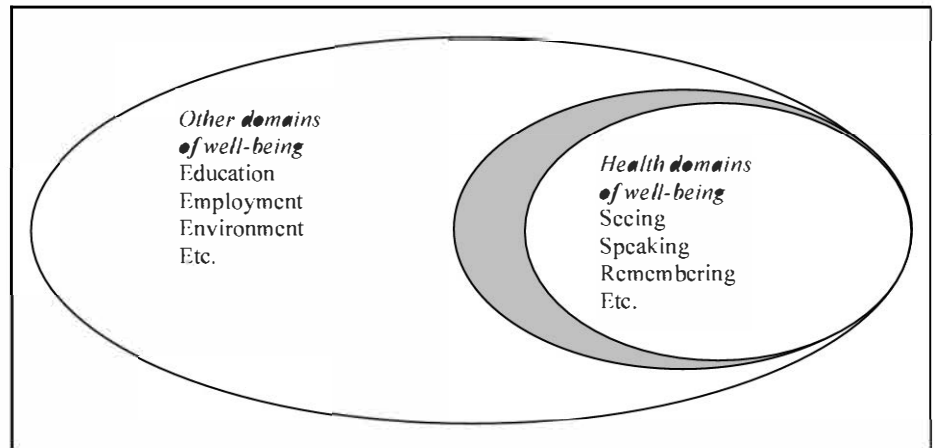 Other domains
of well-being
Education
Employment
Environment
Etc.
Health domains
of well-being
Seeing
Speaking
Remembering
Etc.